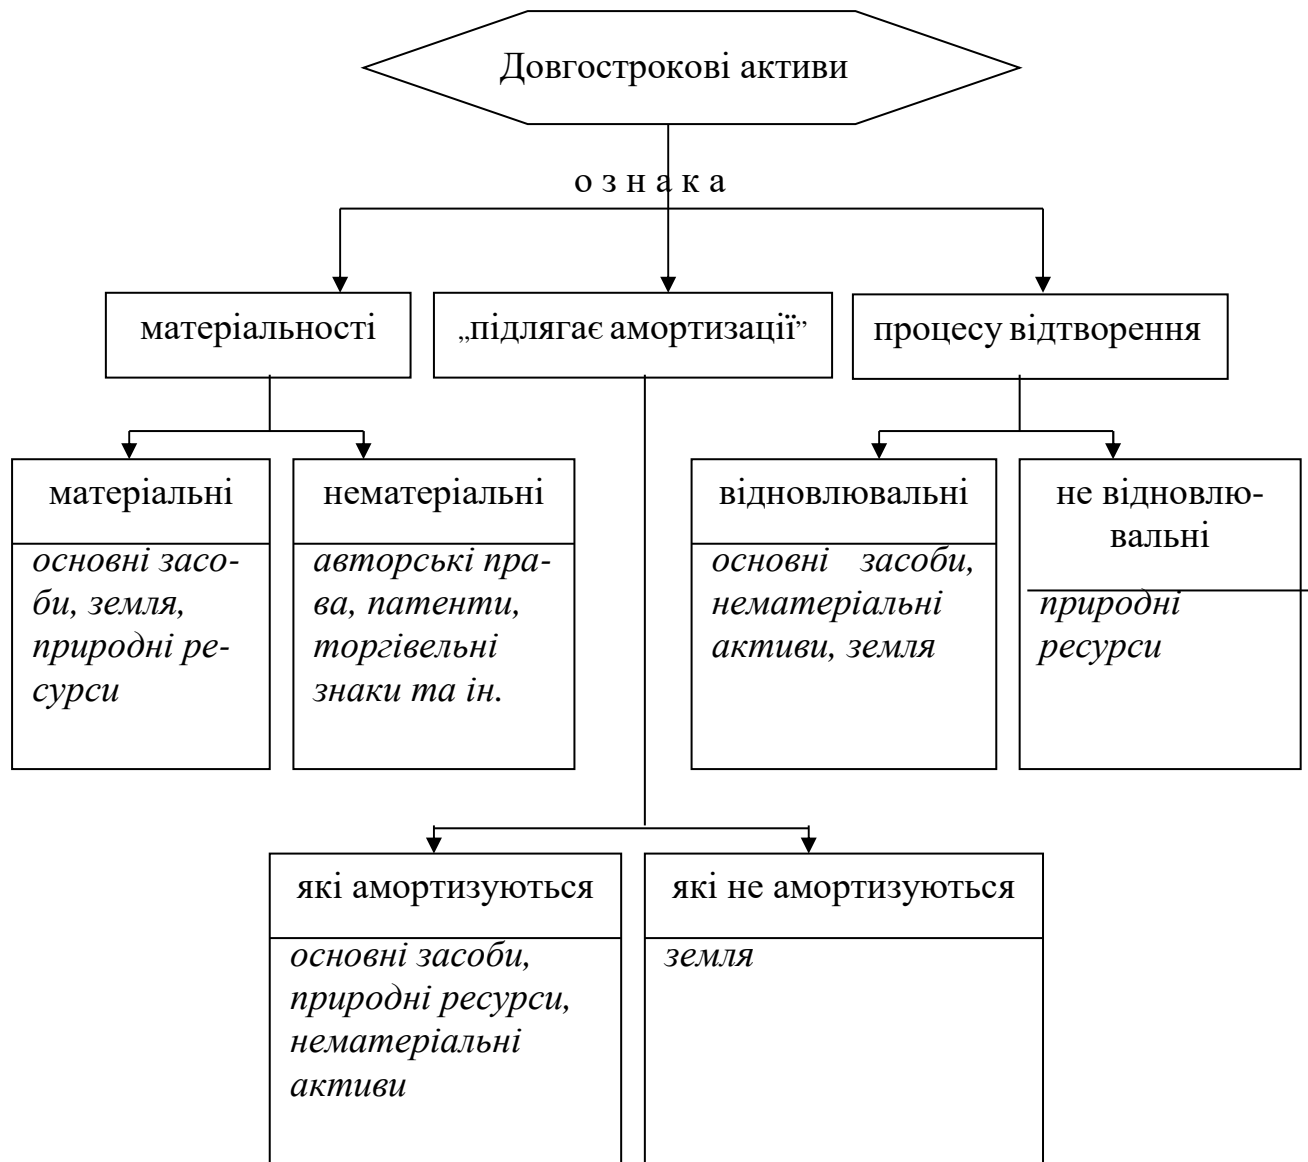 Довгострокові активи
о з н а к а
матеріальності
„підлягає амортизації”
процесу відтворення
матеріальні
основні засо-
би, земля,
природні ре-
сурси
нематеріальні
авторські пра-
ва, патенти,
торгівельні
знаки та ін.
відновлювальні
основні засоби,
нематеріальні
активи, земля
не відновлю-
вальні
природні
ресурси
які амортизуються
основні засоби,
природні ресурси,
нематеріальні
активи
які не амортизуються
земля